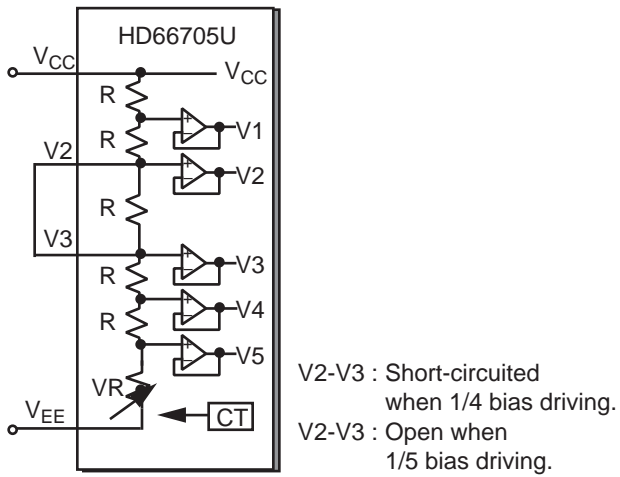 HD66705U
VCC
VCC
R
V1
R
V2
V2
R
V3
V3
R
V4
R
V5
VR
VEE
CT
V2-V3 : Short-circuited
when 1/4 bias driving.
V2-V3 : Open when
1/5 bias driving.